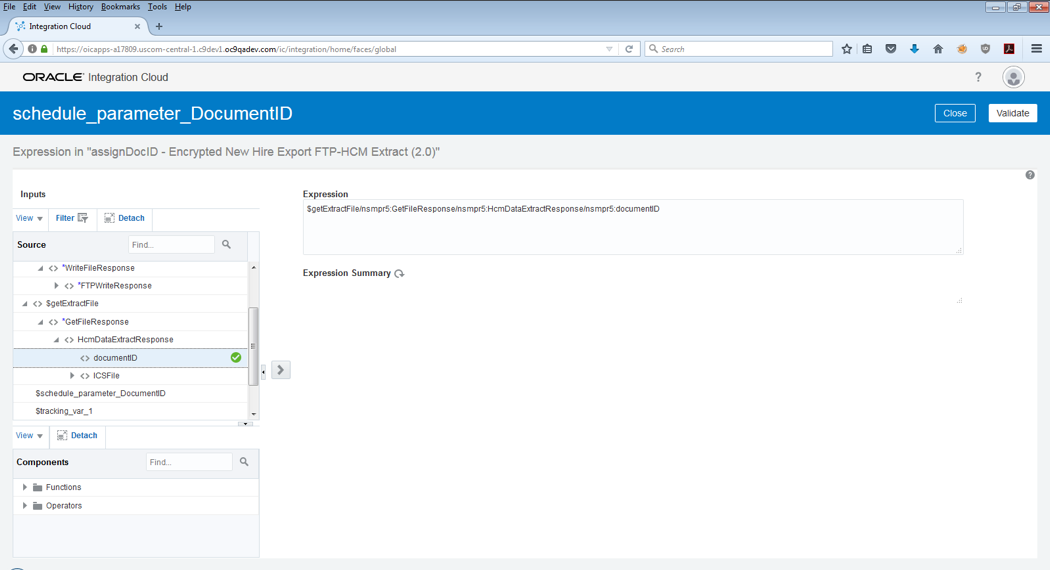 File Edit View History Bookmarks Tools Help
Integration Cloud
https://oicapps-a17809.uscom-central-1.c9dev1.oc9qadev.com/ic/integration/home/faces/global
Search
ORACLE Integration Cloud
schedule_parameter_DocumentID
Close
Validate
Expression in "assignDocID - Encrypted New Hire Export FTP-HCM Extract (2.0)"
Inputs
View Filter Detach
Source Find...
*WriteFileResponse
*FTPWriteResponse
$getExtractFile
*GetFileResponse
HcmDataExtractResponse
documentID
ICSFile
$schedule_parameter_DocumentID
$tracking_var_1
View Detach
Components Find...
Functions
Operators
Expression
$getExtractFile/nsmpr5:GetFileResponse/nsmpr5:HcmDataExtractResponse/nsmpr5:documentID
Expression Summary